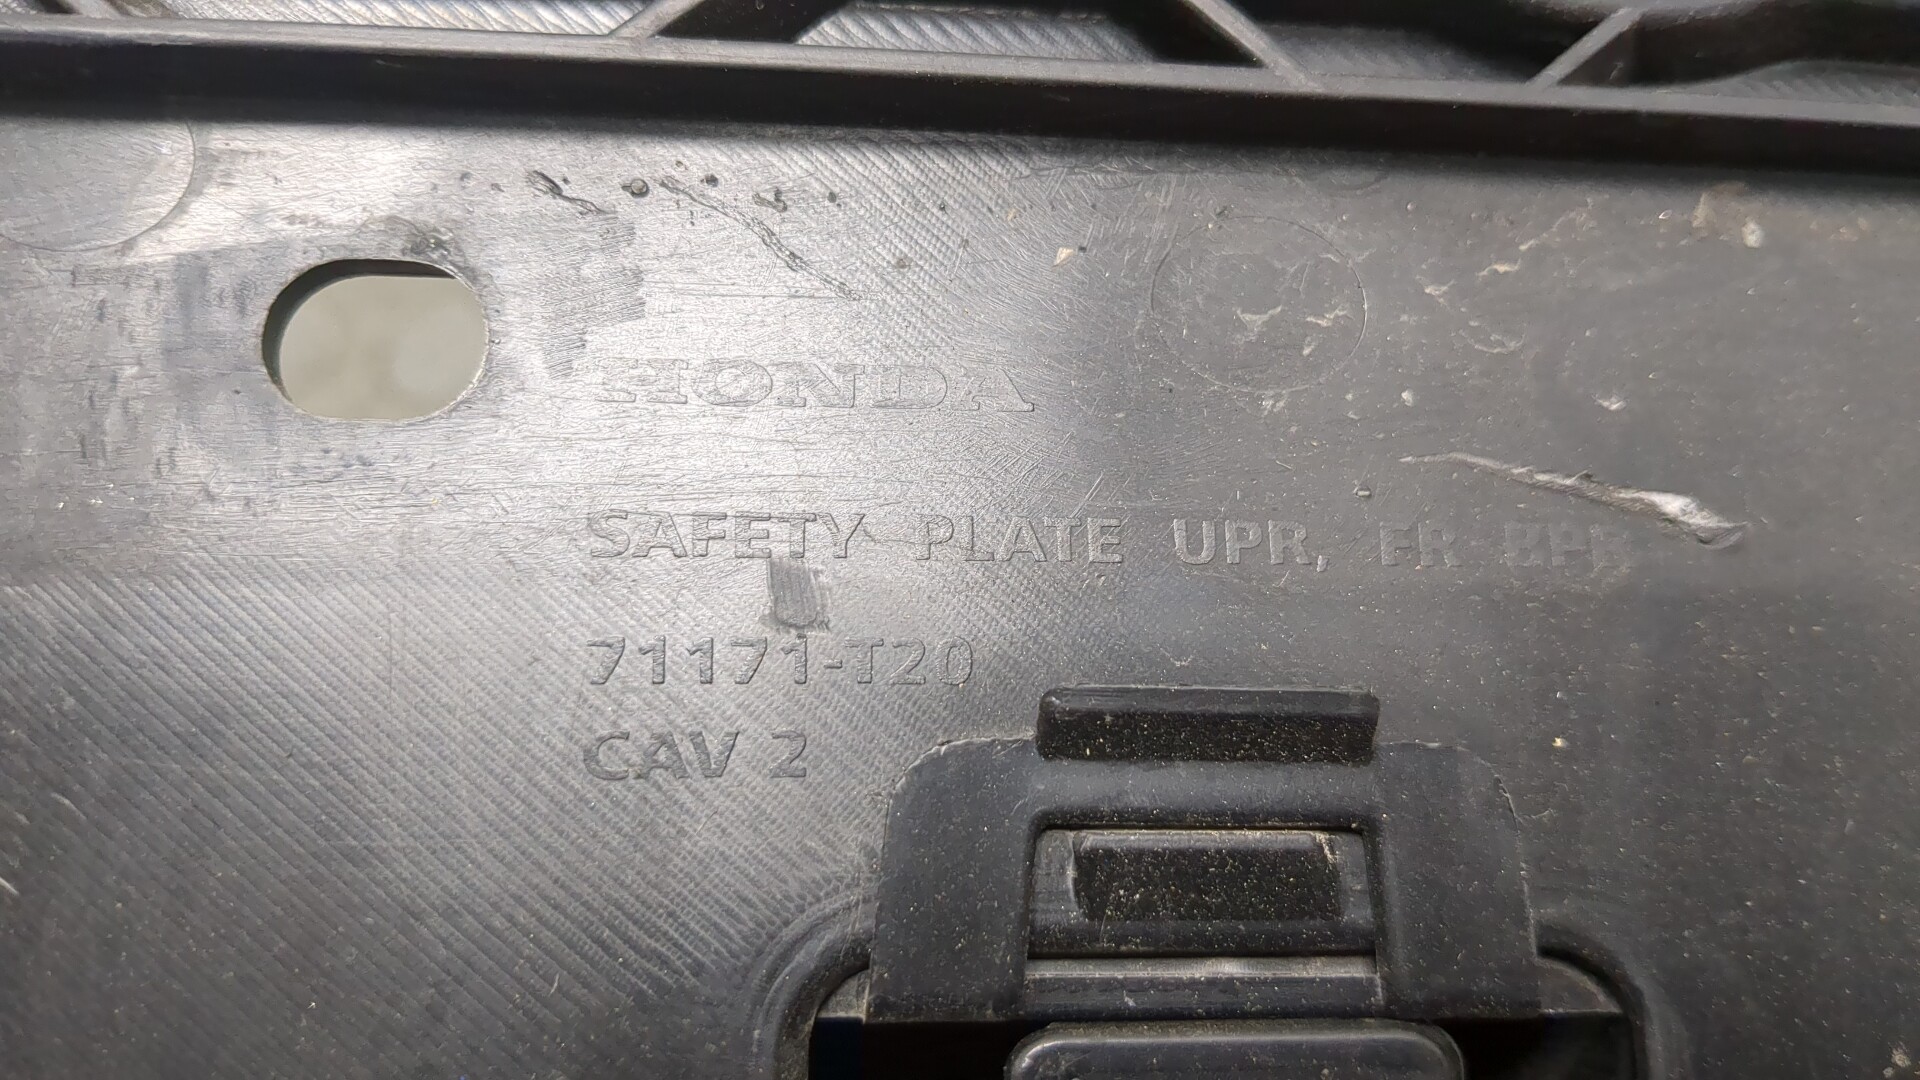 HONDA
SAFETY PLATE UPR, FR BPR
71171-T20
CAV 2